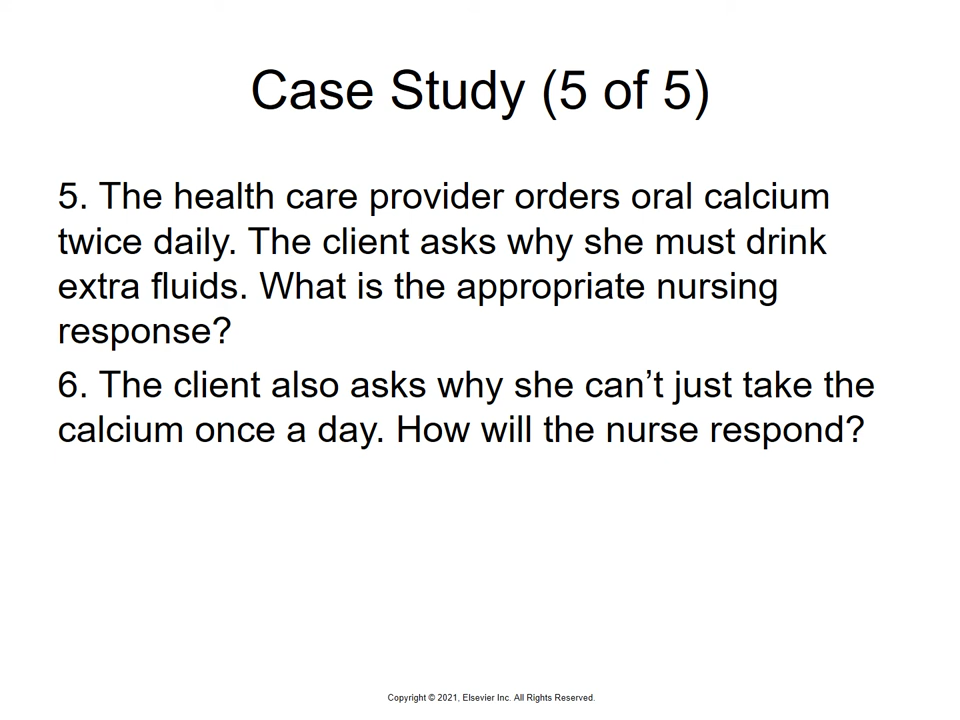 Case Study (5 of 5)
5. The health care provider orders oral calcium
twice daily. The client asks why she must drink
extra fluids. What is the appropriate nursing
response?
6. The client also asks why she can’t just take the
calcium once a day. How will the nurse respond?
Copyright © 2021, Elsevier Inc. All Rights Reserved.